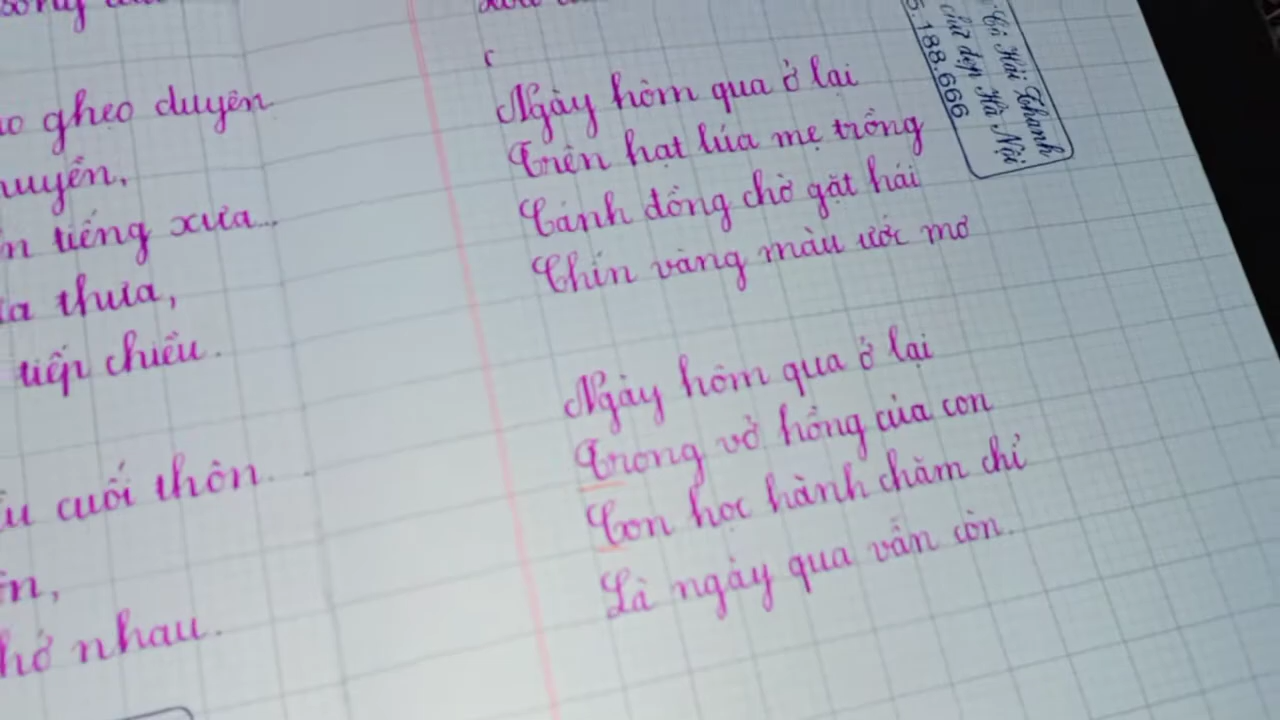 ghẹo duyên
tiếng xưa...
thưa,
tiếp chiều.
cuối thôn.
nhau.
Ngày hôm qua ở lại
Trên hạt lúa mẹ trồng
Cánh đồng chờ gặt hái
Chín vàng màu ước mơ
Ngày hôm qua ở lại
Trong vở hồng của con
Con học hành chăm chỉ
Là ngày qua vẫn còn.
Cô Hải Thanh
chữ đẹp Hà Nội
.188.666